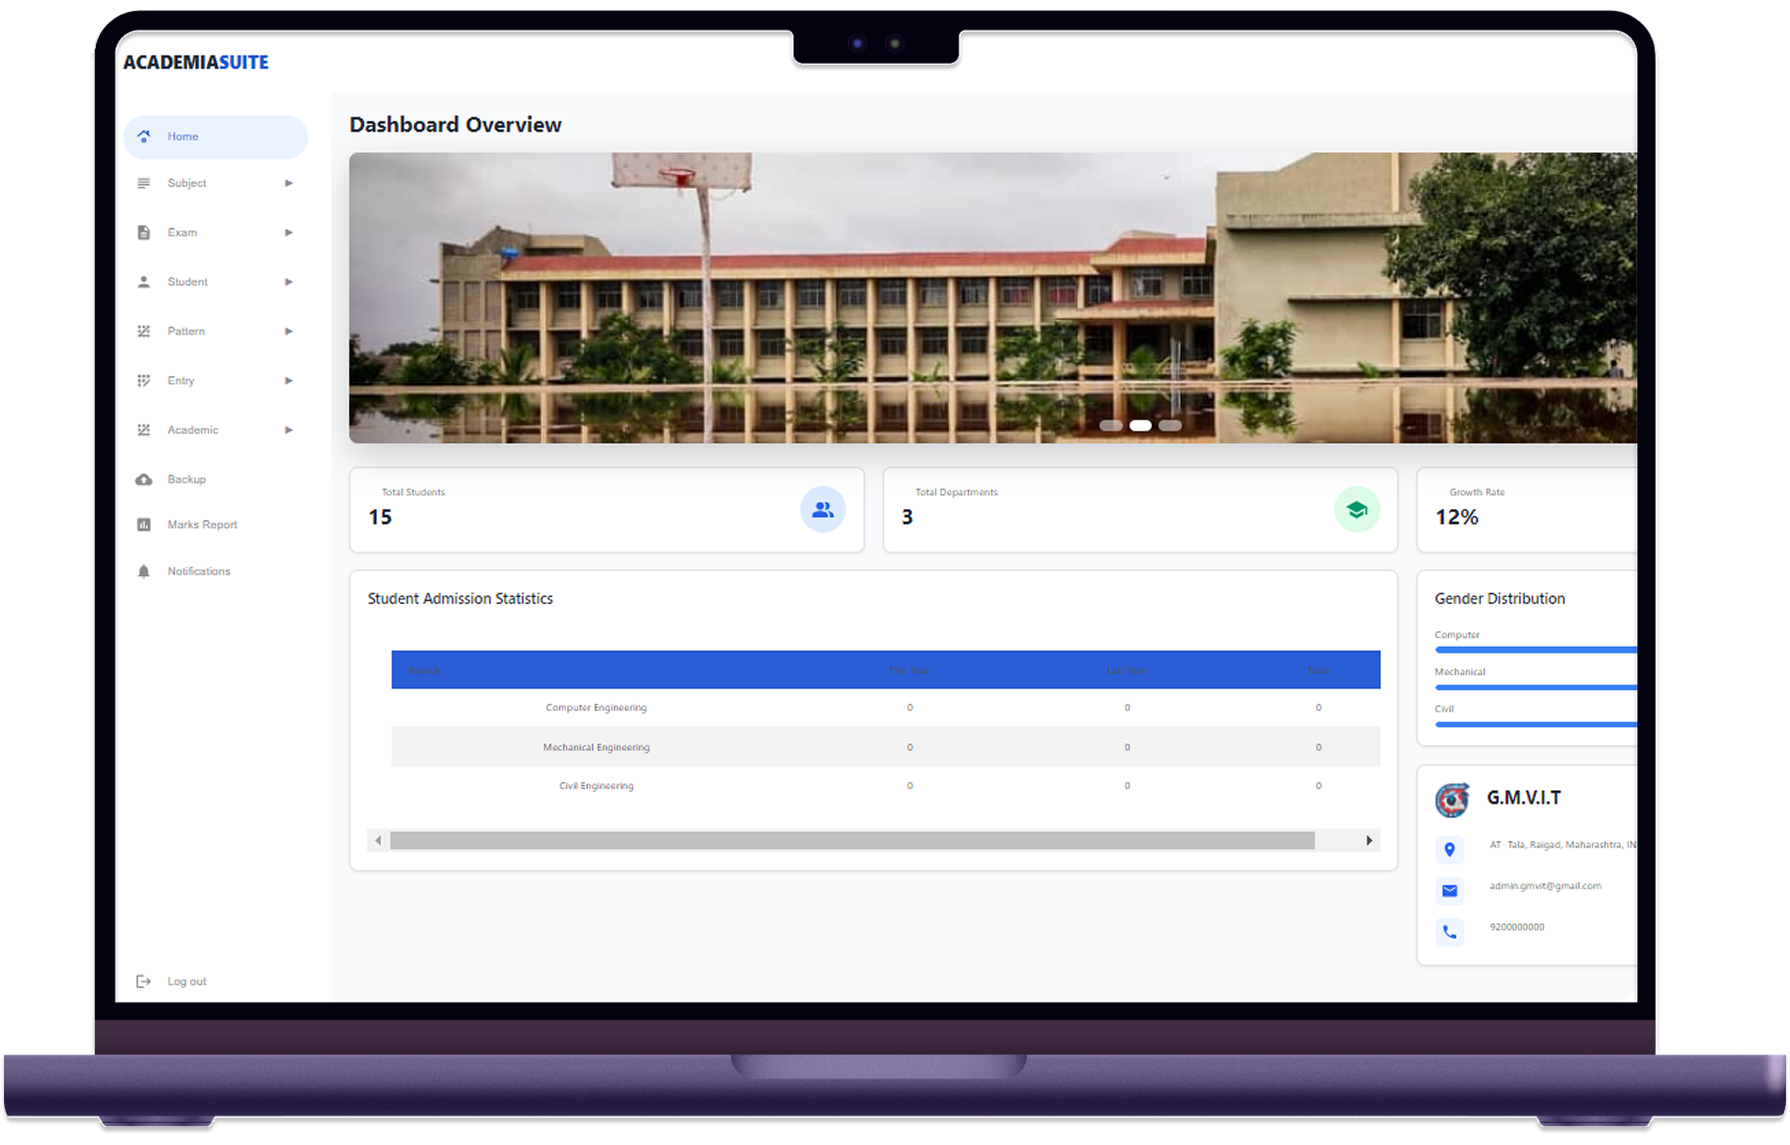 ACADEMIASUITE
Home
Subject
Exam
Student
Pattern
Entry
Academic
Backup
Marks Report
Notifications
Log out
Dashboard Overview
Total Students
15
Total Departments
3
Growth Rate
12%
Student Admission Statistics
Branch This Year Last Year Total
Computer Engineering 0 0 0
Mechanical Engineering 0 0 0
Civil Engineering 0 0 0
Gender Distribution
Computer
Mechanical
Civil
G.M.V.I.T
AT Tala, Raigad, Maharashtra, IN
admin.gmvit@gmail.com
9200000000